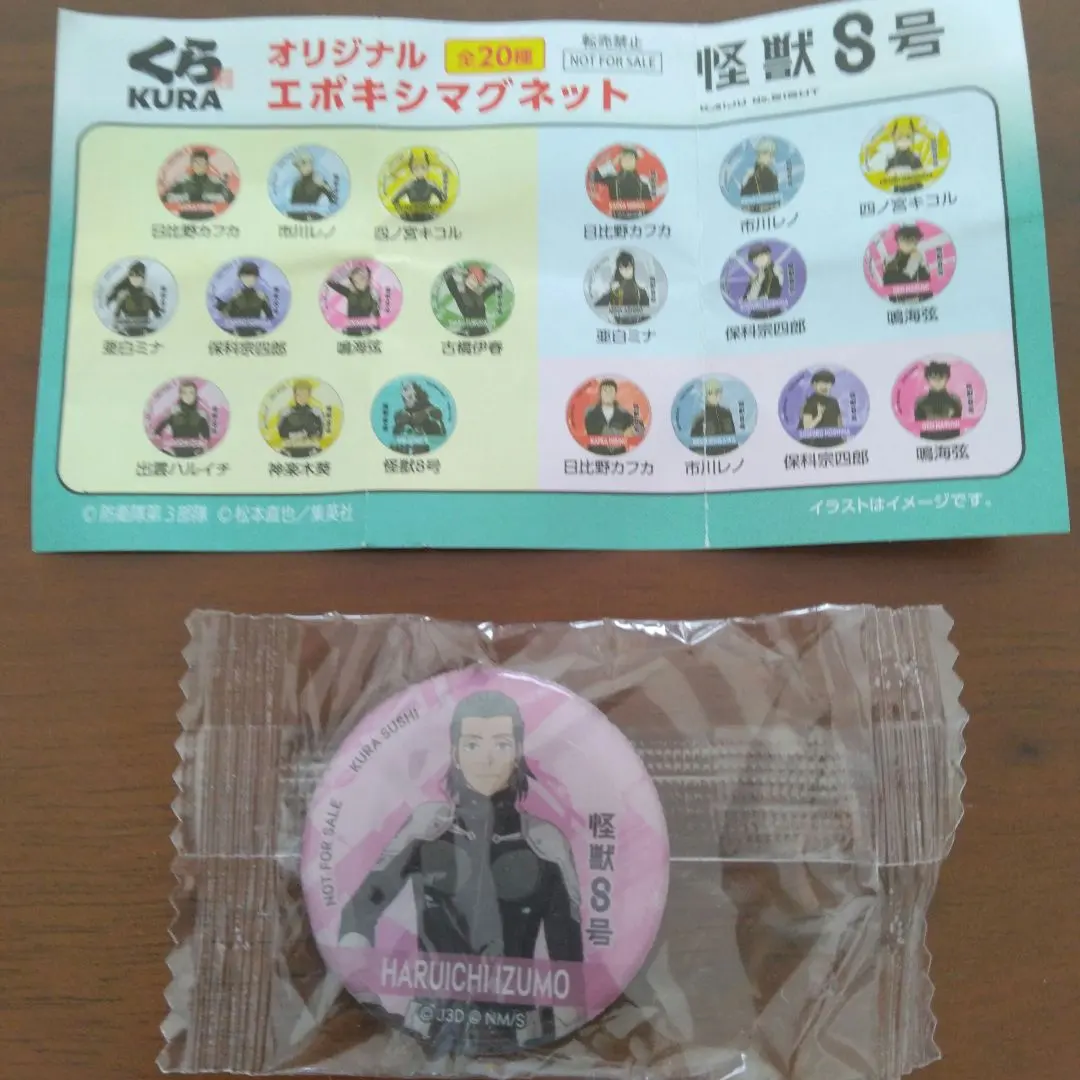 くら
KURA
オリジナル
全20種
エポキシマグネット
転売禁止
NOT FOR SALE
怪獣8号
KAIJU No.EIGHT
日比野カフカ
市川レノ
四ノ宮キコル
亜白ミナ
保科宗四郎
鳴海弦
古橋伊春
出雲ハルイチ
神楽木葵
怪獣8号
日比野カフカ
市川レノ
四ノ宮キコル
亜白ミナ
保科宗四郎
鳴海弦
日比野カフカ
市川レノ
保科宗四郎
鳴海弦
©防衛隊第3部隊 ©松本直也/集英社
イラストはイメージです。
KURA SUSHI
NOT FOR SALE
怪獣8号
HARUICHI IZUMO
©J3D © NM/S